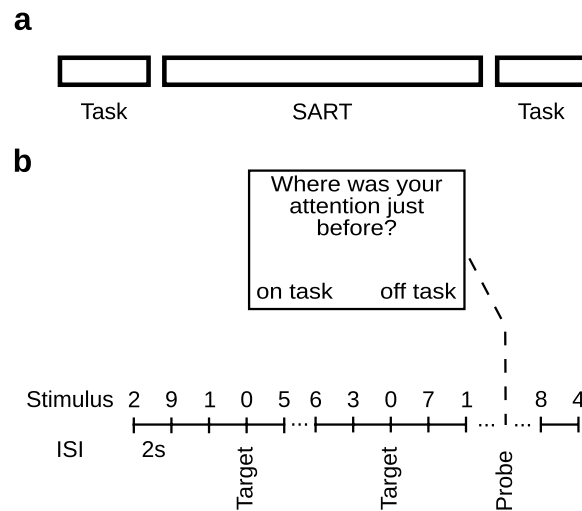 a
Task SART Task
b
Where was your
attention just
before?
on task off task
Stimulus 2 9 1 0 5 ... 6 3 0 7 1 ... ... 8 4
ISI 2s
Target Target Probe